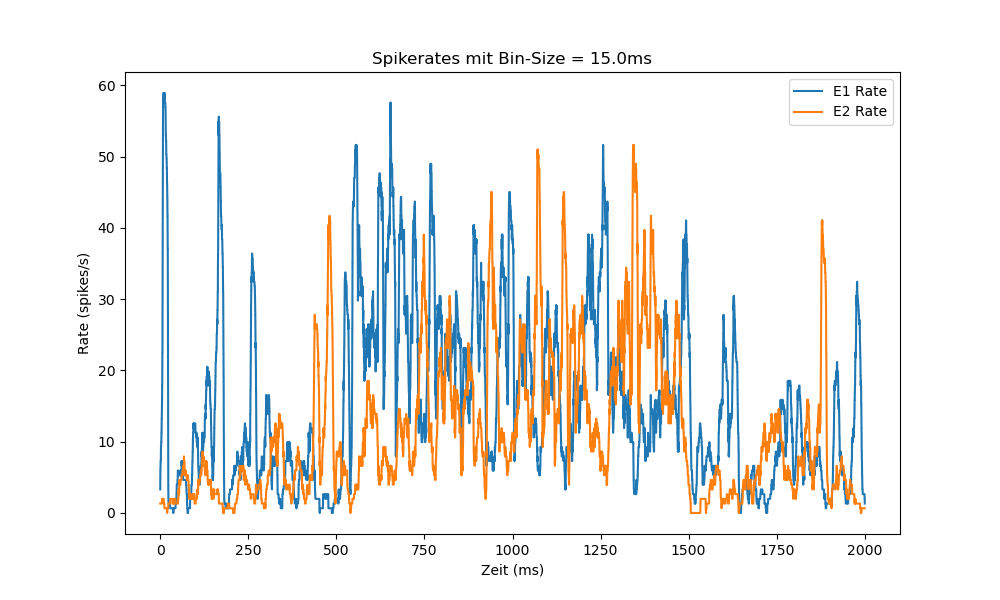 Spikerates mit Bin-Size = 15.0ms
E1 Rate
E2 Rate
Rate (spikes/s)
60
50
40
30
20
10
0
0 250 500 750 1000 1250 1500 1750 2000
Zeit (ms)